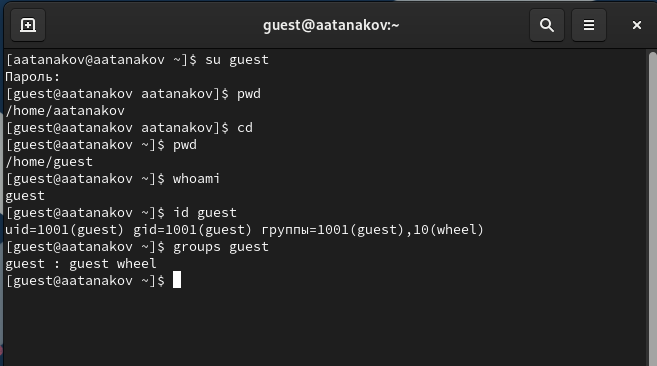 guest@aatanakov:~
[aatanakov@aatanakov ~]$ su guest
Пароль:
[guest@aatanakov aatanakov]$ pwd
/home/aatanakov
[guest@aatanakov aatanakov]$ cd
[guest@aatanakov ~]$ pwd
/home/guest
[guest@aatanakov ~]$ whoami
guest
[guest@aatanakov ~]$ id guest
uid=1001(guest) gid=1001(guest) группы=1001(guest),10(wheel)
[guest@aatanakov ~]$ groups guest
guest : guest wheel
[guest@aatanakov ~]$